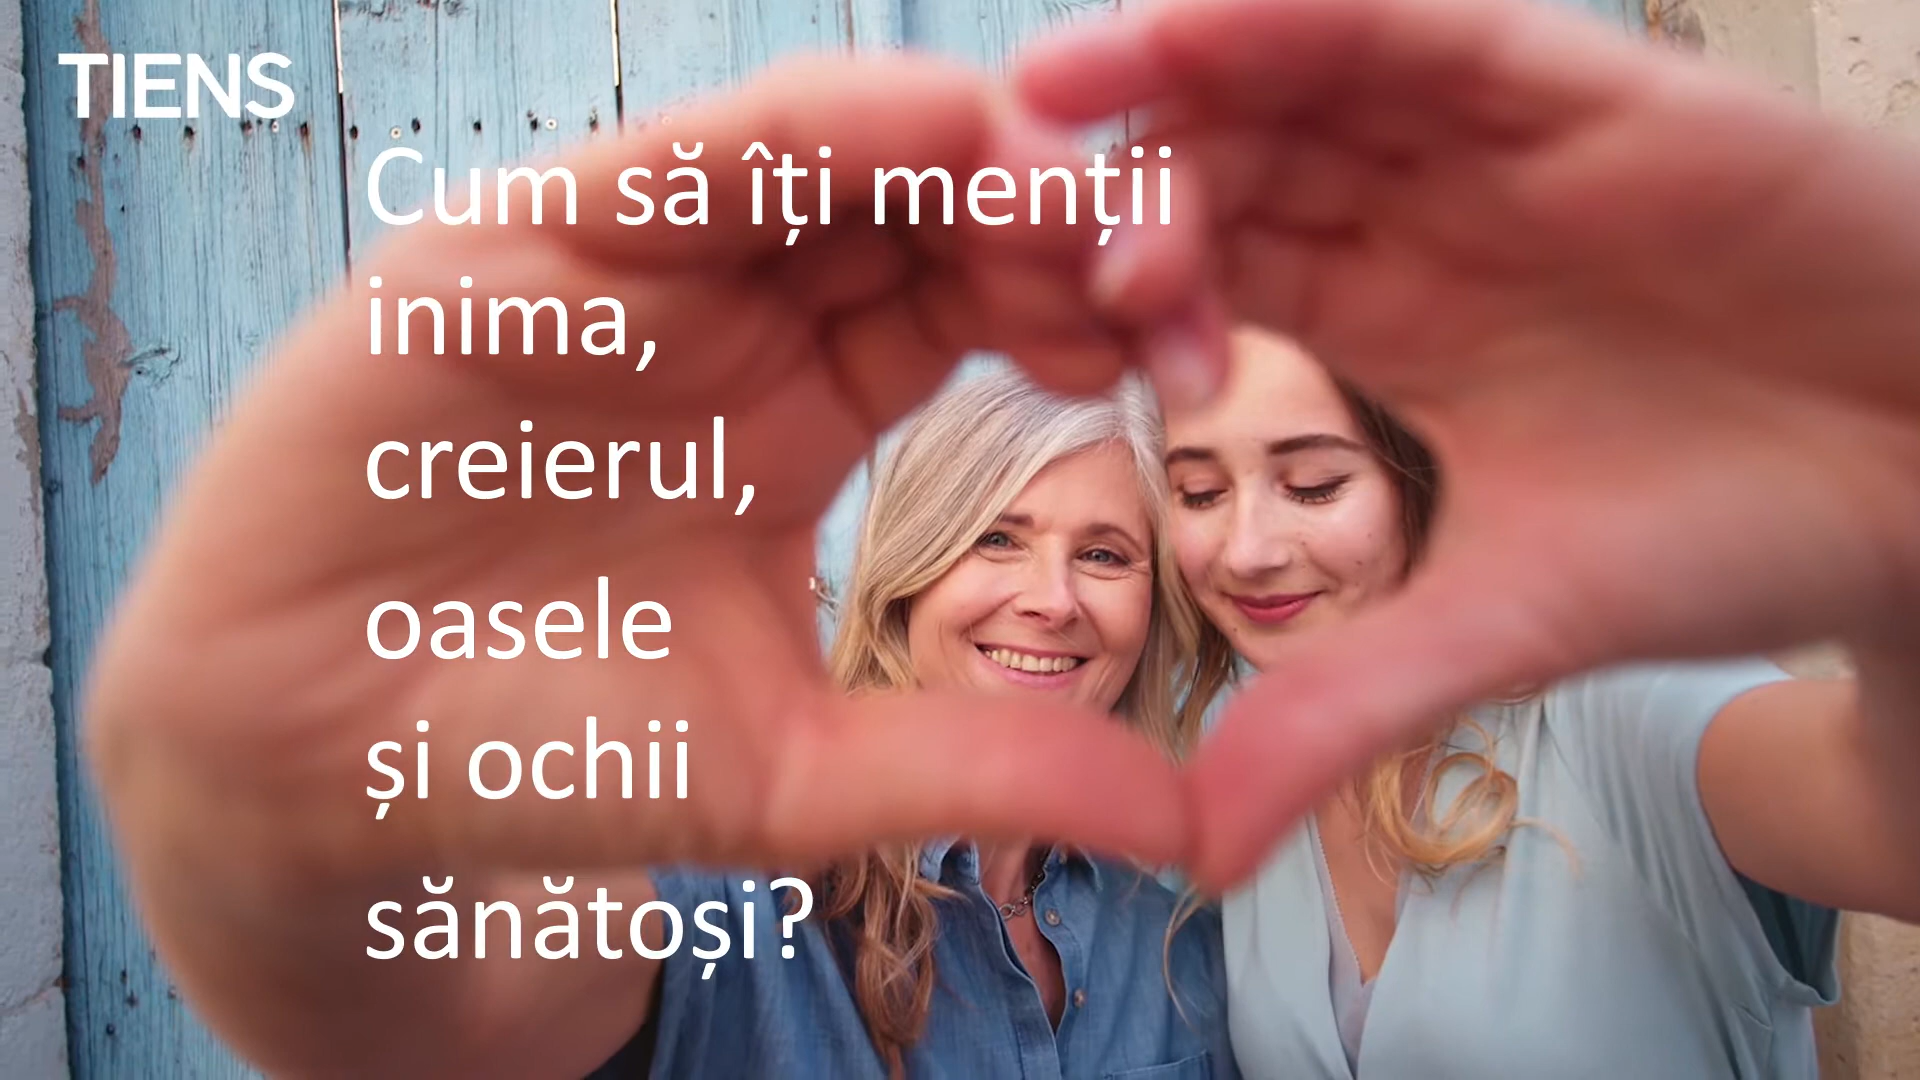 TIENS
Cum să îți menții
inima,
creierul,
oasele
și ochii
sănătoși?